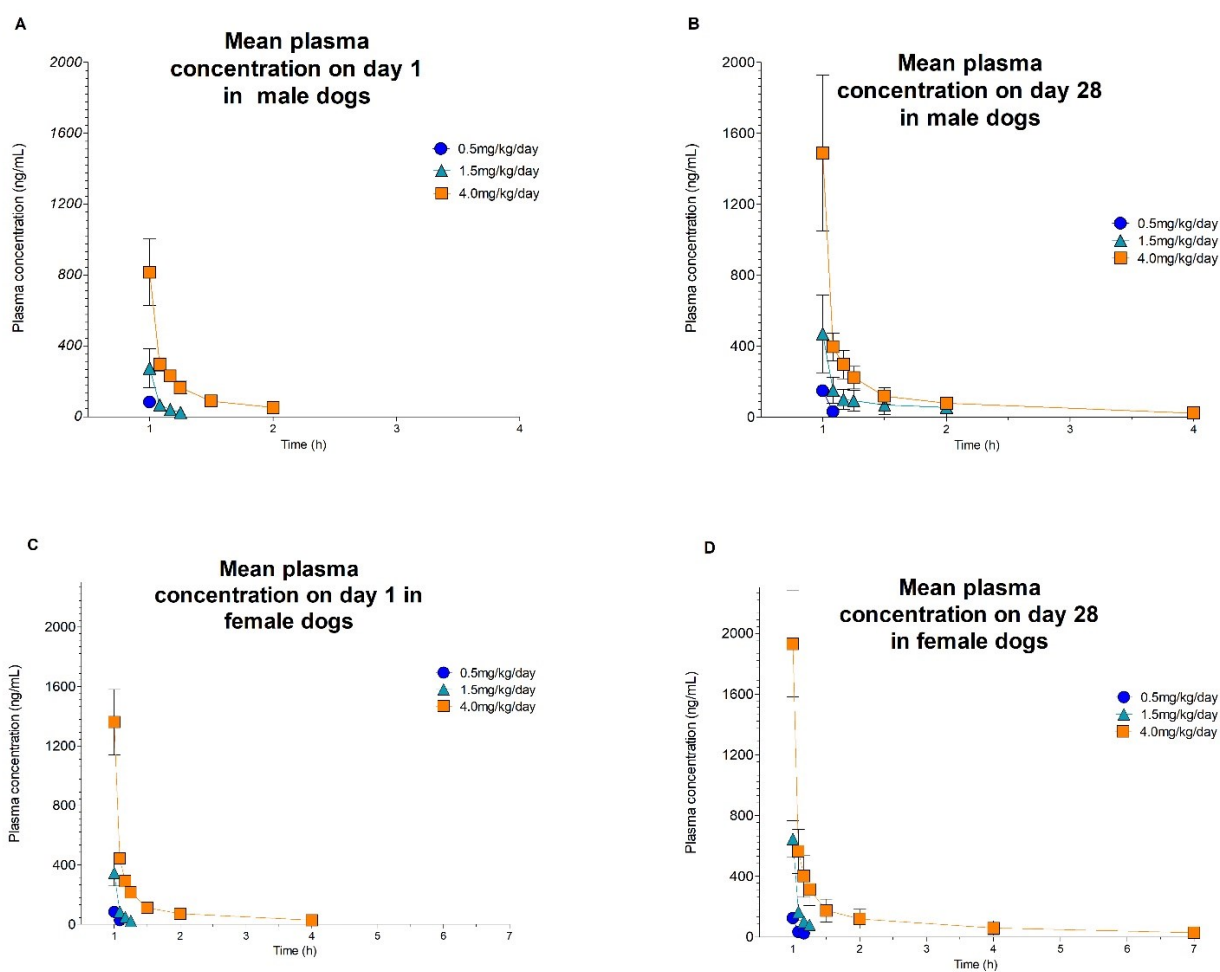 A
Mean plasma
concentration on day 1
in male dogs
2000
1600
1200
800
400
0
Plasma concentration (ng/mL)
0.5mg/kg/day
1.5mg/kg/day
4.0mg/kg/day
1
2
3
4
Time (h)
B
Mean plasma
concentration on day 28
in male dogs
2000
1600
1200
800
400
0
Plasma concentration (ng/mL)
0.5mg/kg/day
1.5mg/kg/day
4.0mg/kg/day
1
2
3
4
Time (h)
C
Mean plasma
concentration on day 1 in
female dogs
2000
1600
1200
800
400
0
Plasma concentration (ng/mL)
0.5mg/kg/day
1.5mg/kg/day
4.0mg/kg/day
1
2
3
4
5
6
7
Time (h)
D
Mean plasma
concentration on day 28
in female dogs
2000
1600
1200
800
400
0
Plasma concentration (ng/mL)
0.5mg/kg/day
1.5mg/kg/day
4.0mg/kg/day
1
2
3
4
5
6
7
Time (h)